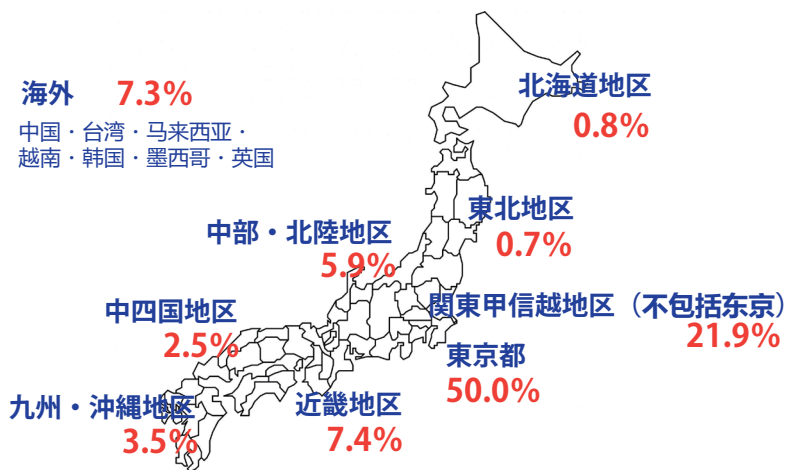 海外 7.3%
中国・台湾・马来西亚・
越南・韩国・墨西哥・英国
北海道地区
0.8%
東北地区
0.7%
中部・北陸地区
5.9%
関東甲信越地区（不包括东京）
21.9%
中四国地区
2.5%
東京都
50.0%
近畿地区
7.4%
九州・沖縄地区
3.5%